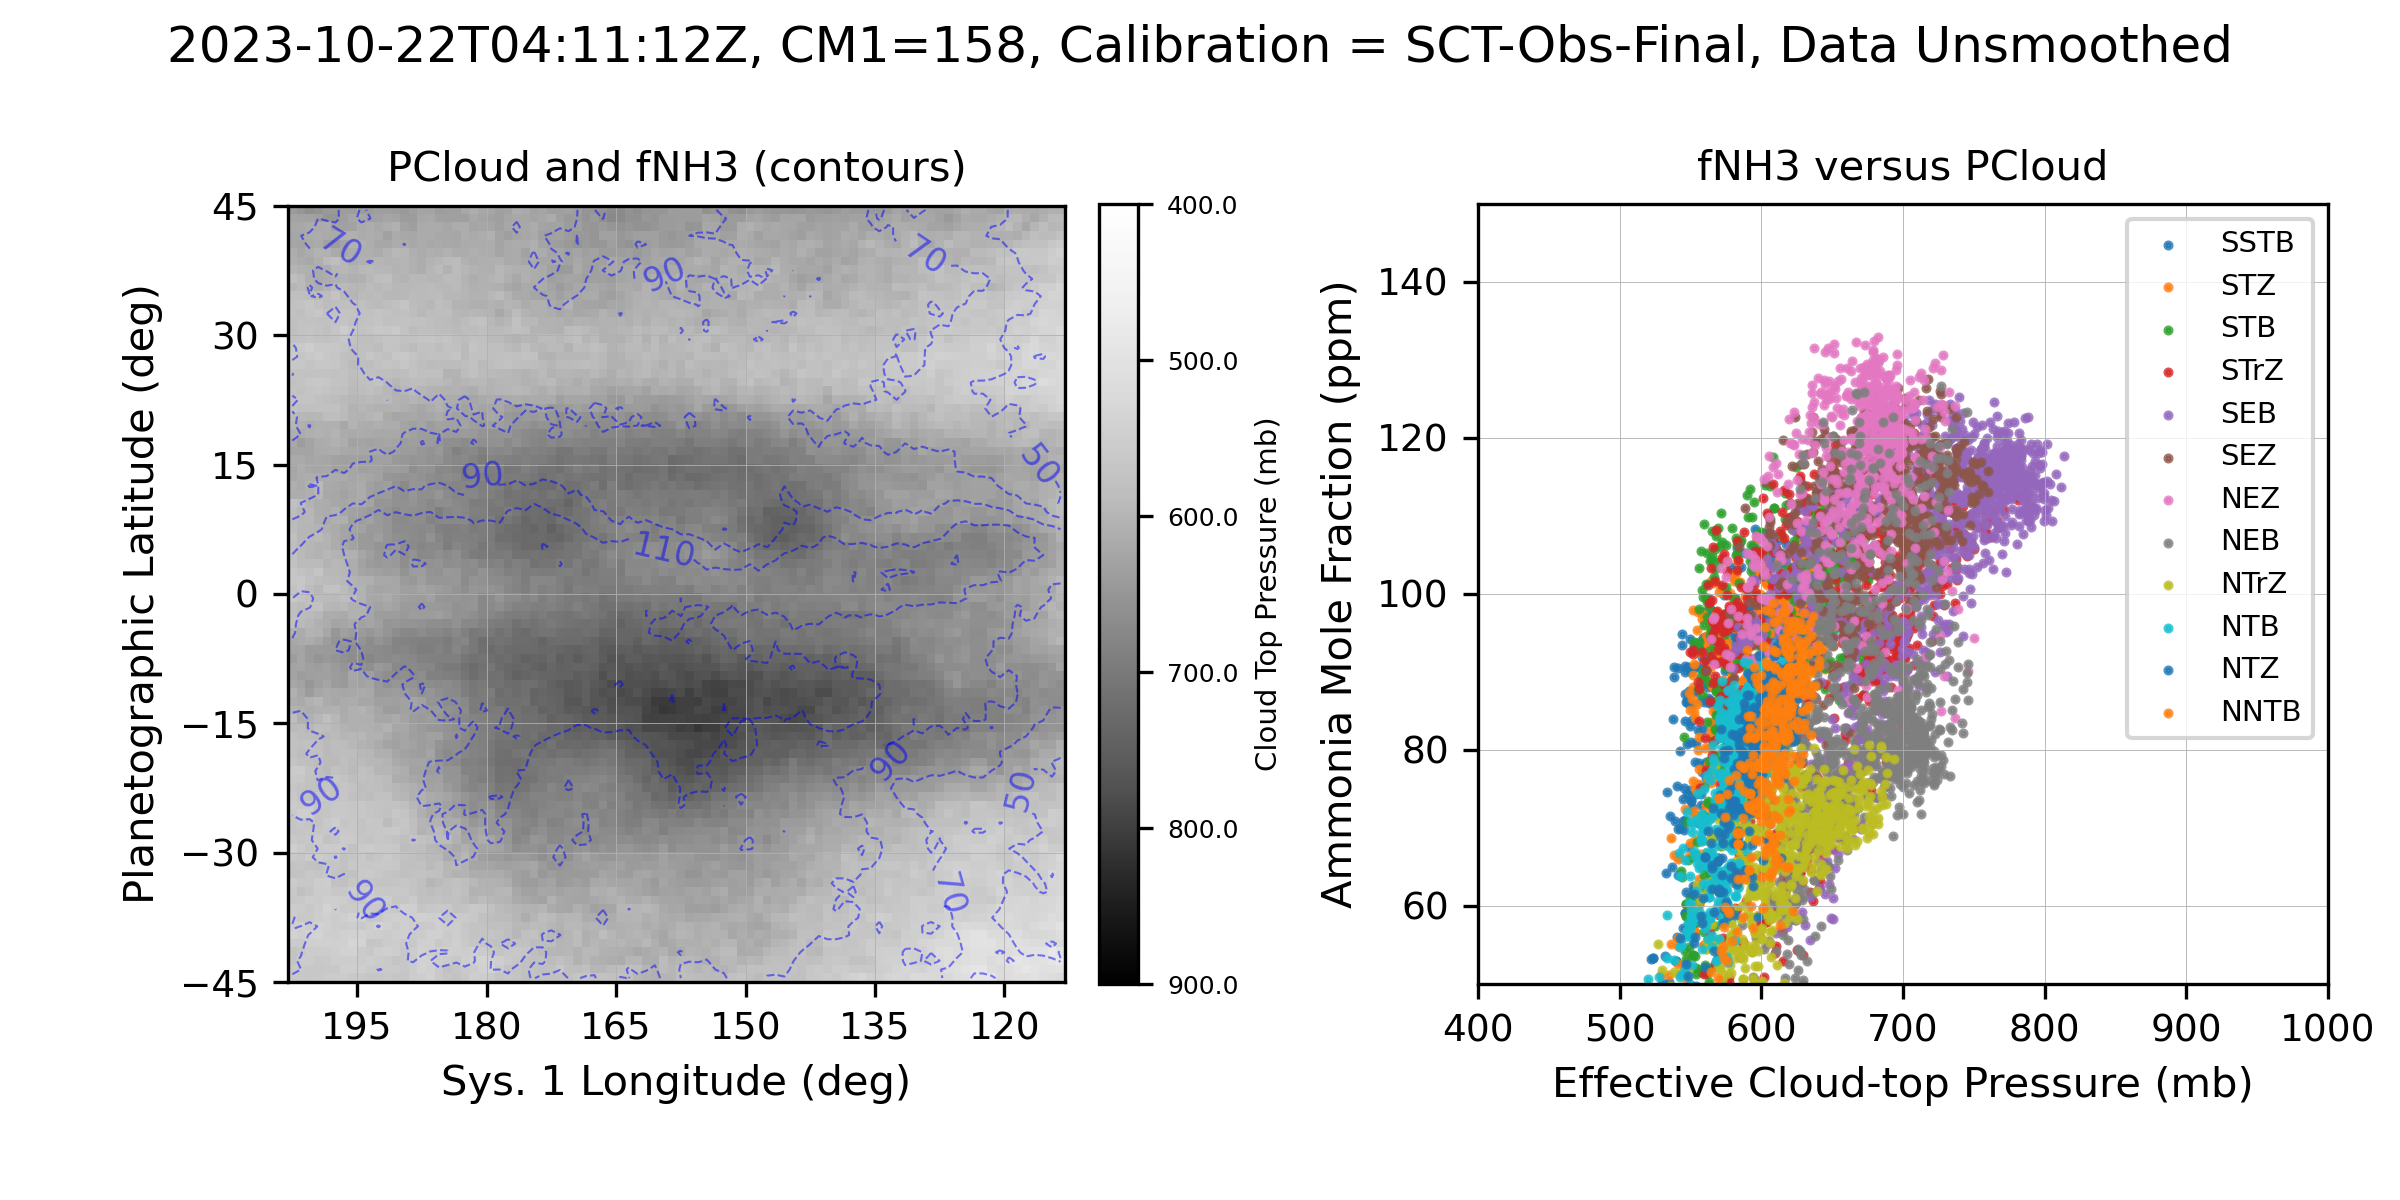 2023-10-22T04:11:12Z, CM1=158, Calibration = SCT-Obs-Final, Data Unsmoothed
PCloud and fNH3 (contours)
Planetographic Latitude (deg)
45
30
15
0
−15
−30
−45
195 180 165 150 135 120
Sys. 1 Longitude (deg)
70
90
70
90
110
50
90
90
50
90
70
400.0
500.0
600.0
700.0
800.0
900.0
Cloud Top Pressure (mb)
fNH3 versus PCloud
Ammonia Mole Fraction (ppm)
140
120
100
80
60
400 500 600 700 800 900 1000
Effective Cloud-top Pressure (mb)
SSTB
STZ
STB
STrZ
SEB
SEZ
NEZ
NEB
NTrZ
NTB
NTZ
NNTB